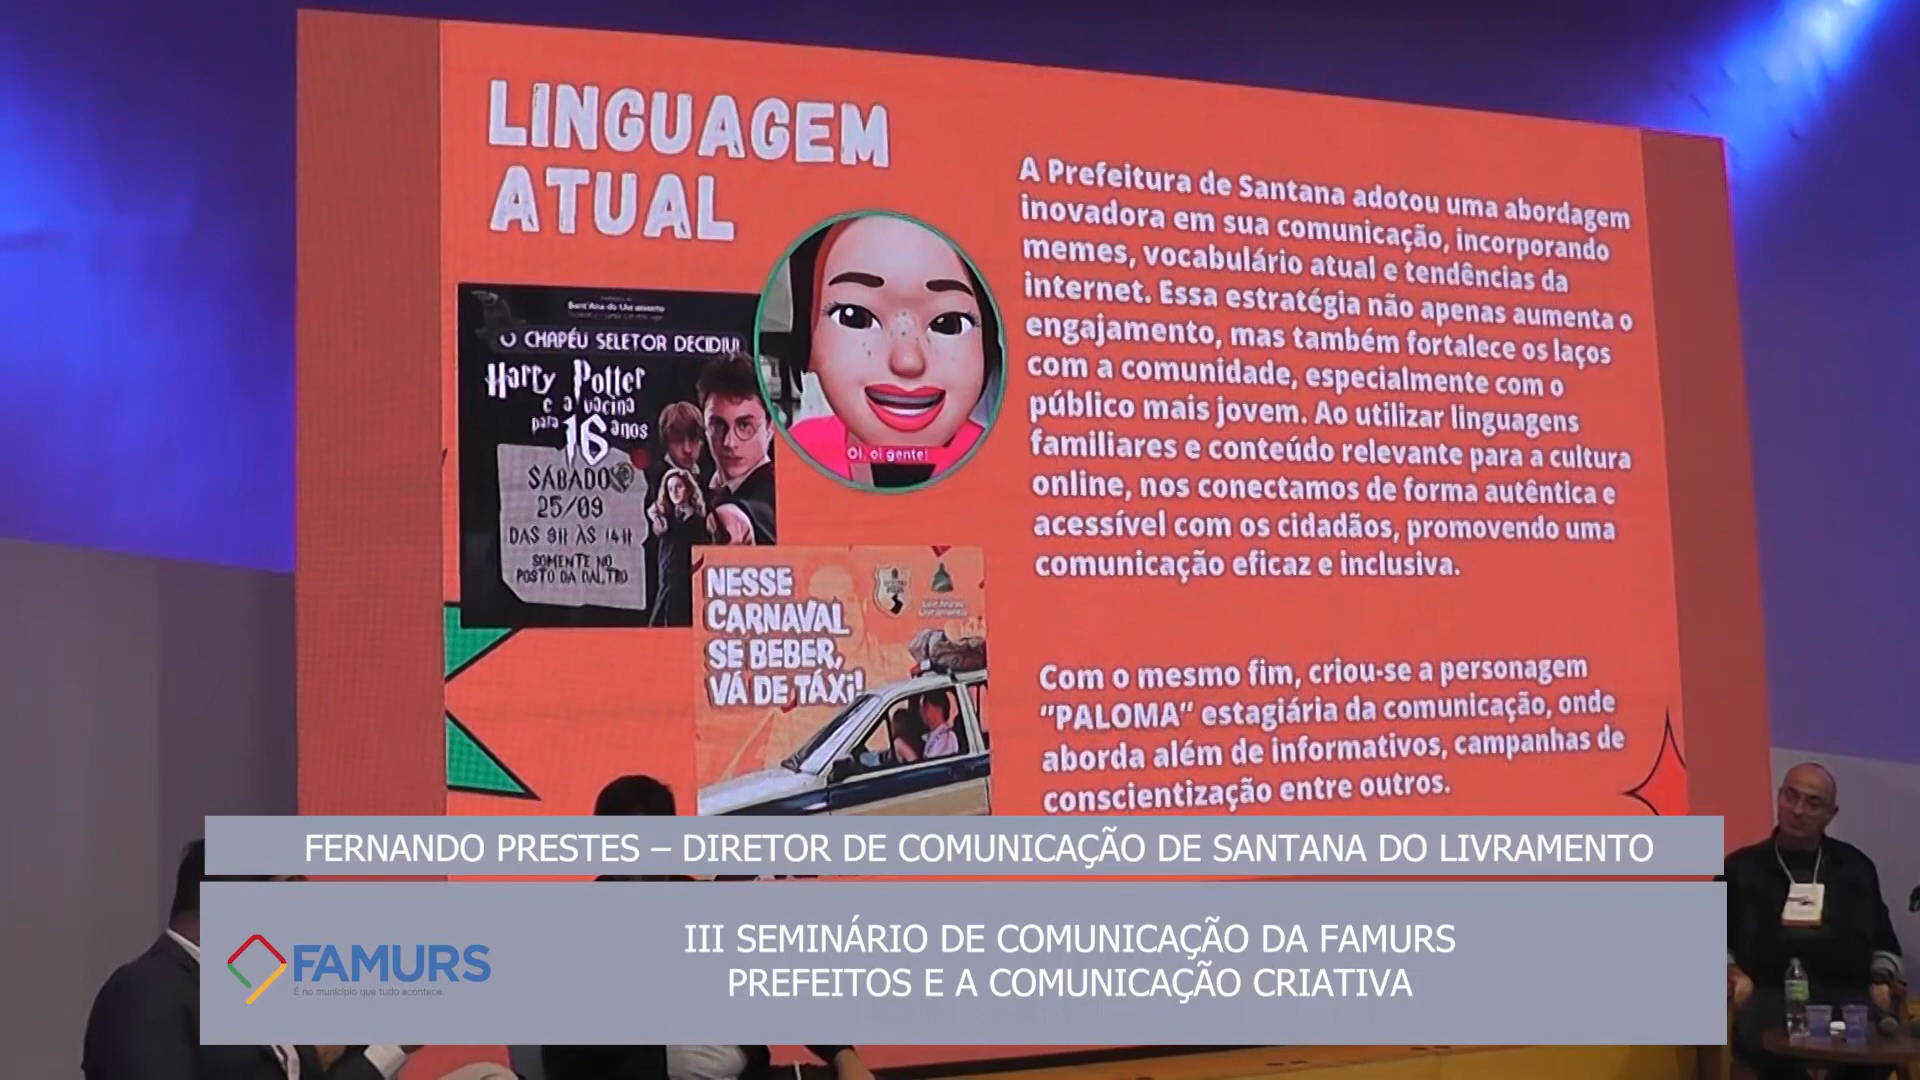 LINGUAGEM
ATUAL
Sant'Ana do Livramento
O CHAPÉU SELETOR DECIDIU!
Harry Potter
e a vacina
para 16 anos
SÁBADO
25/09
DAS 9H ÀS 14H
SOMENTE NO
POSTO DA DALTRO
Oi, oi gente!
NESSE
CARNAVAL
SE BEBER,
VÁ DE TÁXI!
A Prefeitura de Santana adotou uma abordagem
inovadora em sua comunicação, incorporando
memes, vocabulário atual e tendências da
internet. Essa estratégia não apenas aumenta o
engajamento, mas também fortalece os laços
com a comunidade, especialmente com o
público mais jovem. Ao utilizar linguagens
familiares e conteúdo relevante para a cultura
online, nos conectamos de forma autêntica e
acessível com os cidadãos, promovendo uma
comunicação eficaz e inclusiva.
Com o mesmo fim, criou-se a personagem
"PALOMA" estagiária da comunicação, onde
aborda além de informativos, campanhas de
conscientização entre outros.
FERNANDO PRESTES – DIRETOR DE COMUNICAÇÃO DE SANTANA DO LIVRAMENTO
FAMURS
É no município que tudo acontece.
III SEMINÁRIO DE COMUNICAÇÃO DA FAMURS
PREFEITOS E A COMUNICAÇÃO CRIATIVA